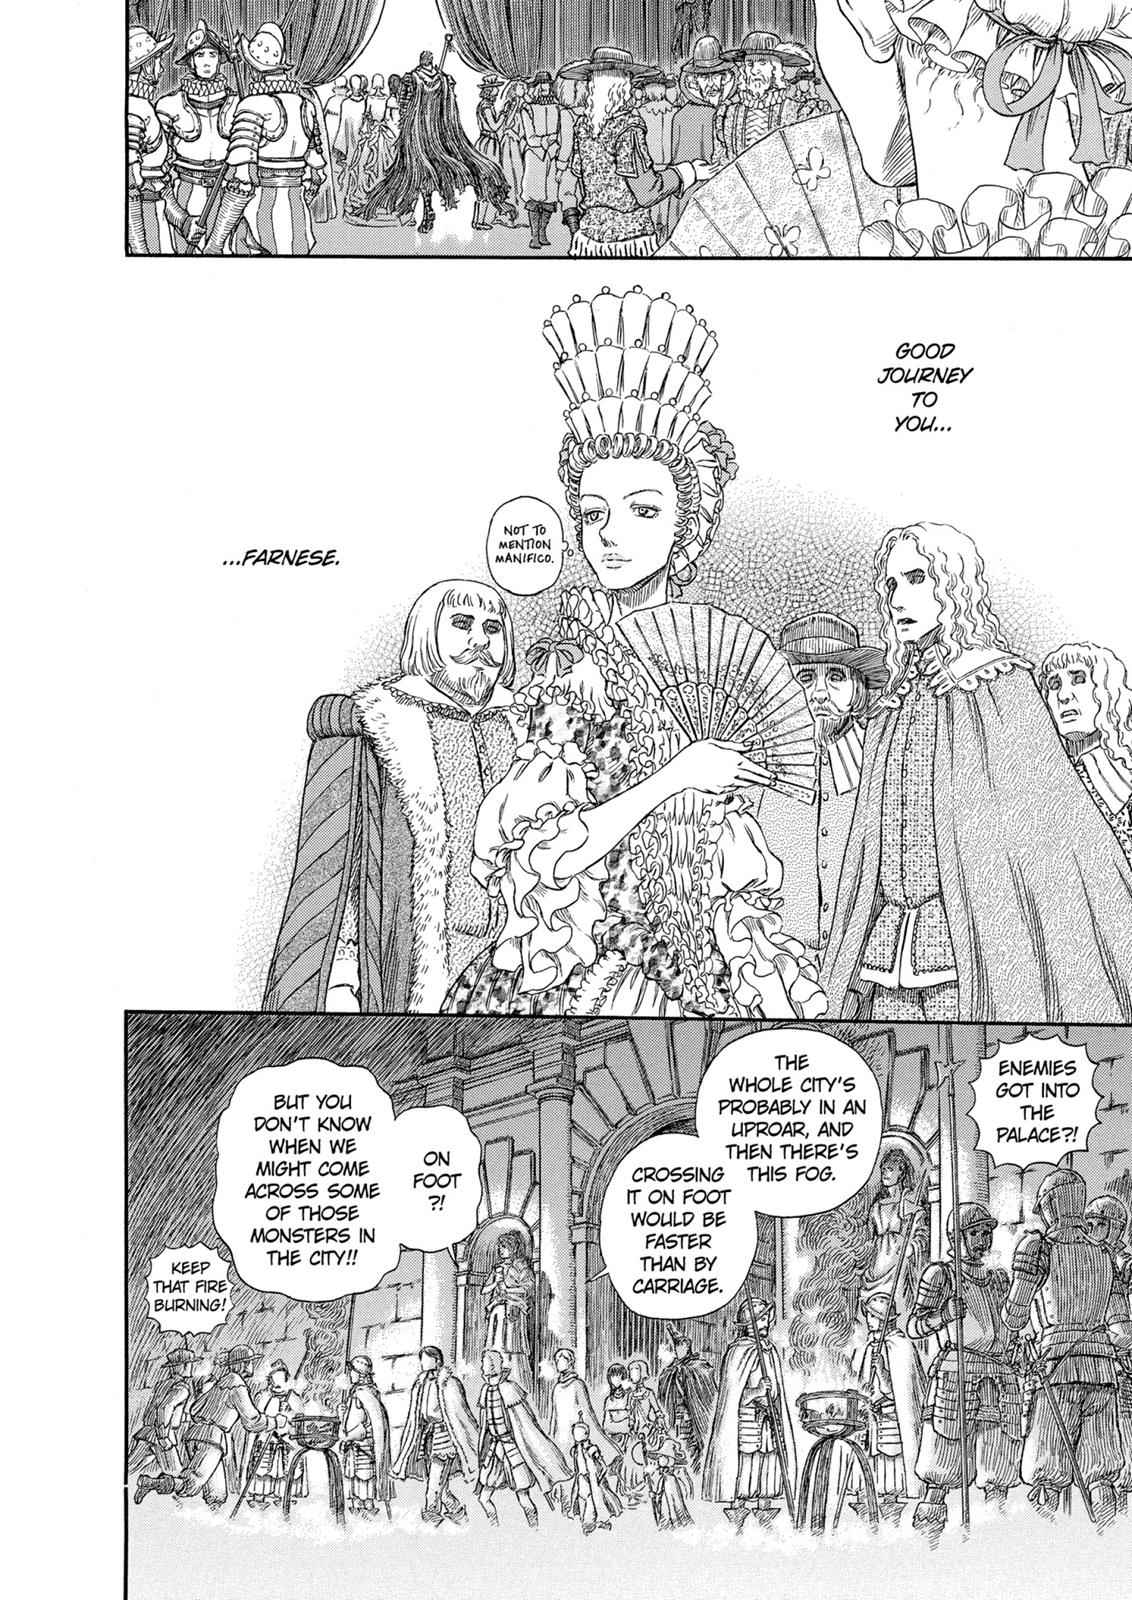 GOOD
JOURNEY
TO
YOU...
NOT TO
MENTION
MANIFICO.
...FARNESE.
ENEMIES
GOT INTO
THE
PALACE?!
THE
WHOLE CITY'S
PROBABLY IN AN
UPROAR, AND
THEN THERE'S
THIS FOG.
CROSSING
IT ON FOOT
WOULD BE
FASTER
THAN BY
CARRIAGE.
ON
FOOT
?!
BUT YOU
DON'T KNOW
WHEN WE
MIGHT COME
ACROSS SOME
OF THOSE
MONSTERS IN
THE CITY!!
KEEP
THAT FIRE
BURNING!